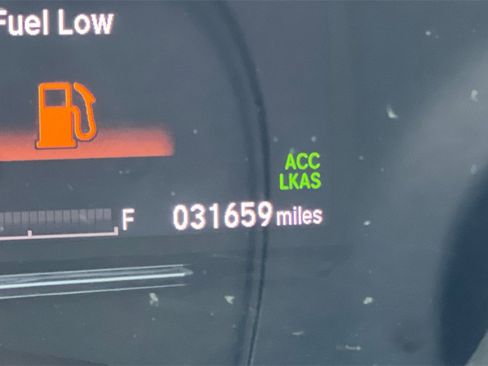 Fuel Low
ACC
LKAS
F
031659 miles